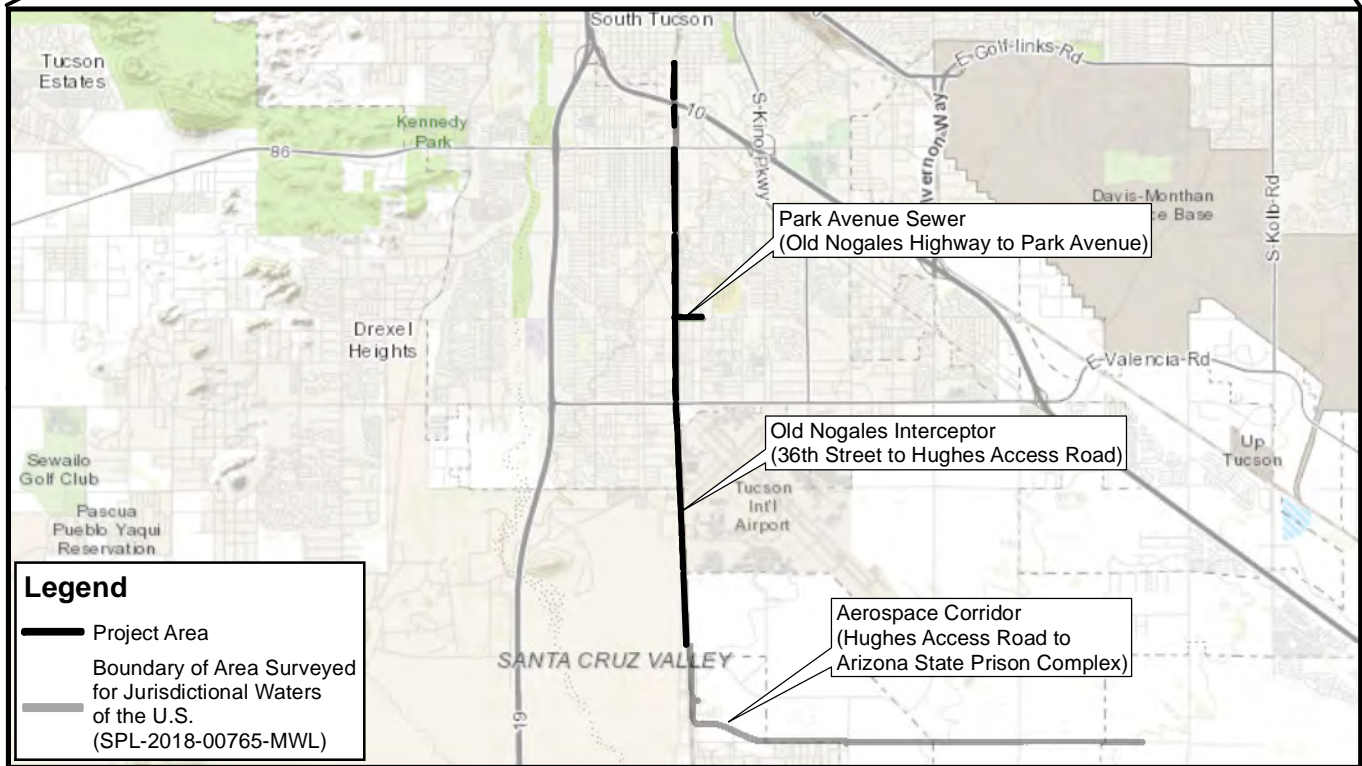 South Tucson
Tucson
Estates
E-Golf-links-Rd
Kennedy
Park
10
S-Kino-Pkwy
86
Way
Davis-Monthan
Base
S-Kolb-Rd
Park Avenue Sewer
(Old Nogales Highway to Park Avenue)
Drexel
Heights
E-Valencia-Rd
Old Nogales Interceptor
(36th Street to Hughes Access Road)
Up
Tucson
Sewailo
Golf Club
Tucson
Int'l
Airport
Pascua
Pueblo Yaqui
Reservation
Legend
Project Area
Boundary of Area Surveyed
for Jurisdictional Waters
of the U.S.
(SPL-2018-00765-MWL)
Aerospace Corridor
(Hughes Access Road to
Arizona State Prison Complex)
SANTA CRUZ VALLEY
19